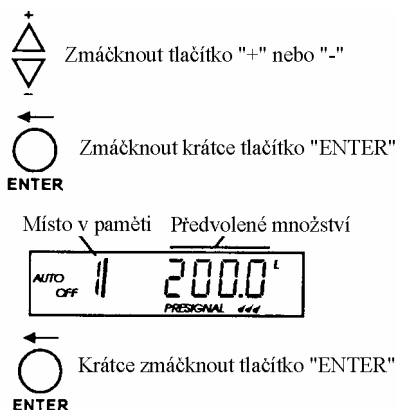 +
Zmáčknout tlačítko "+" nebo "-"
–
Zmáčknout krátce tlačítko "ENTER"
ENTER
Místo v paměti Předvolené množství
AUTO OFF 1 200.0 L
PRESIGNAL
Krátce zmáčknout tlačítko "ENTER"
ENTER